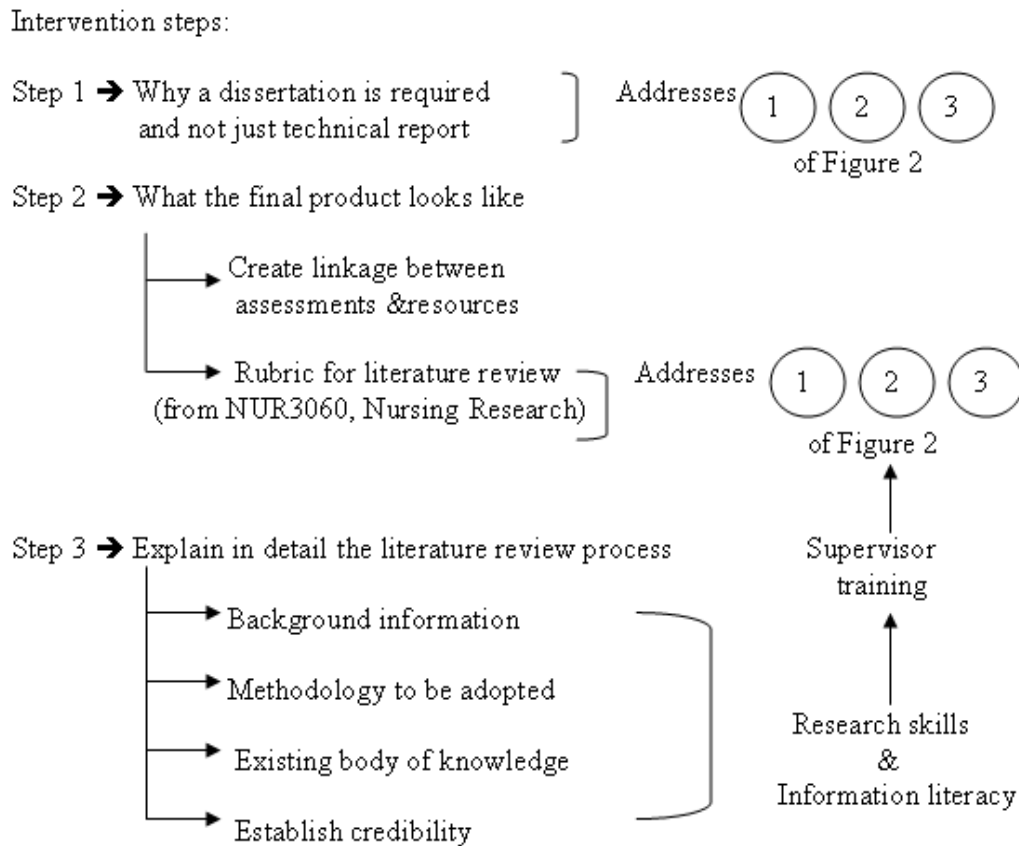 Intervention steps:
Step 1 ➔ Why a dissertation is required
and not just technical report
Addresses 1 2 3
of Figure 2
Step 2 ➔ What the final product looks like
Create linkage between
assessments &resources
Rubric for literature review
(from NUR3060, Nursing Research)
Addresses 1 2 3
of Figure 2
Step 3 ➔ Explain in detail the literature review process
Background information
Methodology to be adopted
Existing body of knowledge
Establish credibility
Supervisor
training
Research skills
&
Information literacy